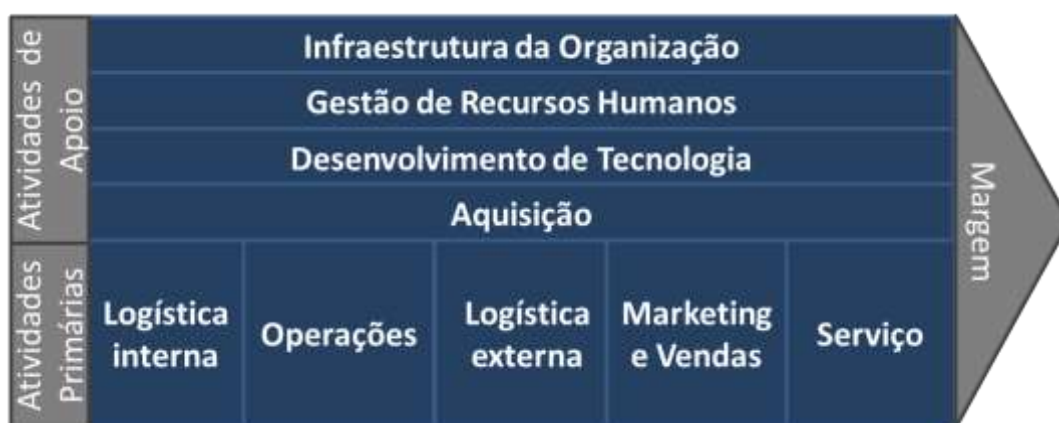 Atividades de
Apoio
Infraestrutura da Organização
Gestão de Recursos Humanos
Desenvolvimento de Tecnologia
Aquisição
Atividades
Primárias
Logística
interna
Operações
Logística
externa
Marketing
e Vendas
Serviço
Margem